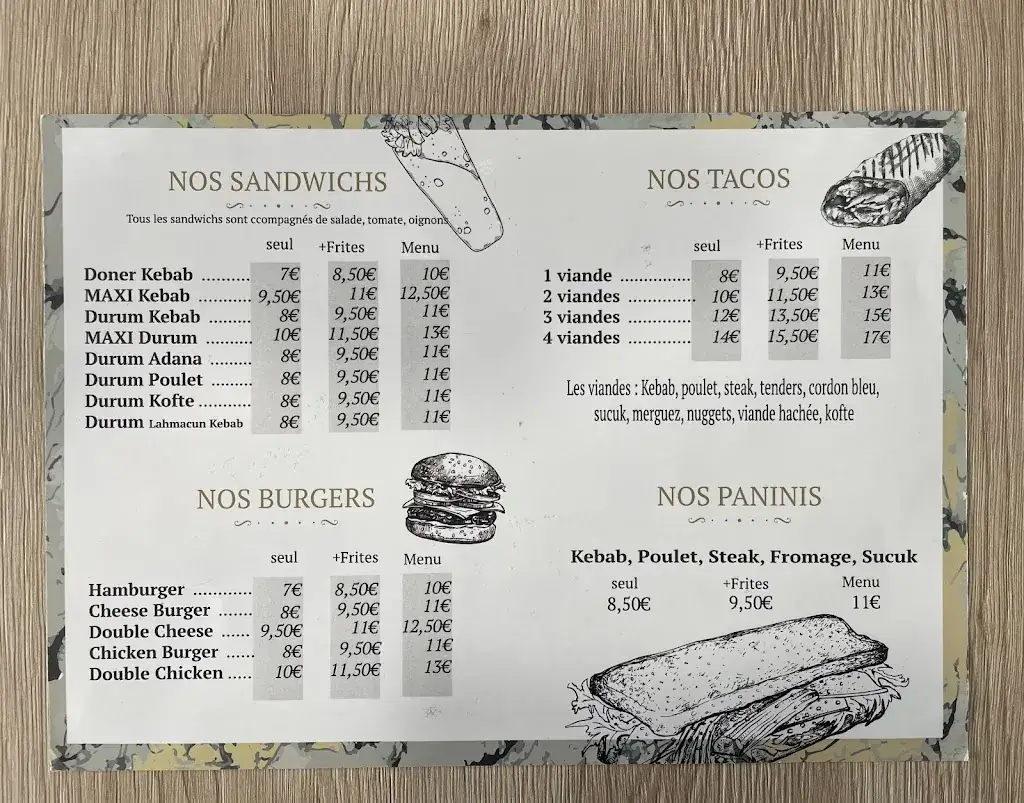 NOS SANDWICHS
Tous les sandwichs sont ccompagnés de salade, tomate, oignons
seul +Frites Menu
Doner Kebab .......... 7€ 8,50€ 10€
MAXI Kebab .......... 9,50€ 11€ 12,50€
Durum Kebab ........ 8€ 9,50€ 11€
MAXI Durum ......... 10€ 11,50€ 13€
Durum Adana ........ 8€ 9,50€ 11€
Durum Poulet ........ 8€ 9,50€ 11€
Durum Kofte .......... 8€ 9,50€ 11€
Durum Lahmacun Kebab 8€ 9,50€ 11€
NOS BURGERS
seul +Frites Menu
Hamburger ............ 7€ 8,50€ 10€
Cheese Burger ....... 8€ 9,50€ 11€
Double Cheese ...... 9,50€ 11€ 12,50€
Chicken Burger ...... 8€ 9,50€ 11€
Double Chicken ..... 10€ 11,50€ 13€
NOS TACOS
seul +Frites Menu
1 viande .............. 8€ 9,50€ 11€
2 viandes ............. 10€ 11,50€ 13€
3 viandes ............. 12€ 13,50€ 15€
4 viandes ............. 14€ 15,50€ 17€
Les viandes : Kebab, poulet, steak, tenders, cordon bleu,
sucuk, merguez, nuggets, viande hachée, kofte
NOS PANINIS
Kebab, Poulet, Steak, Fromage, Sucuk
seul +Frites Menu
8,50€ 9,50€ 11€